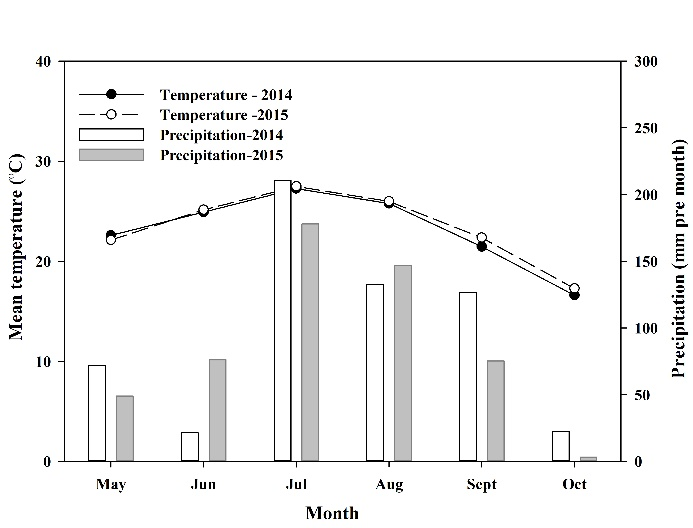 40
30
20
10
0
Mean temperature (°C)
Temperature - 2014
Temperature -2015
Precipitation-2014
Precipitation-2015
300
250
200
150
100
50
0
Precipitation (mm pre month)
May Jun Jul Aug Sept Oct
Month